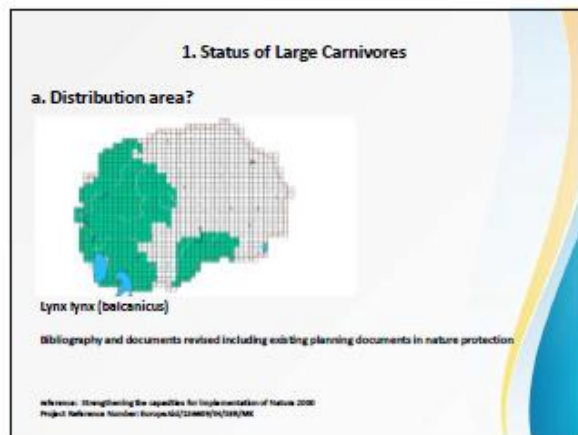 1. Status of Large Carnivores
a. Distribution area?
Lynx lynx (balcanicus)
Bibliography and documents revised including existing planning documents in nature protection
reference: Strengthening the capacities for implementation of Natura 2000
Project Reference Number: EuropeAid/